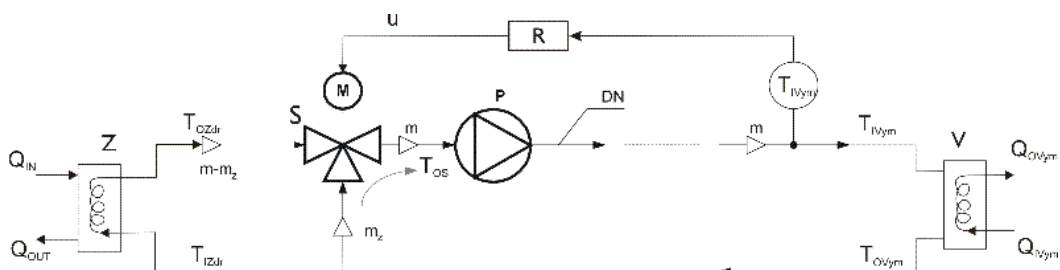 u
R
M
T_IVym
S
P
DN
T_OZdr
Z
m
m
T_IVym
V
Q_IN
m-m_z
T_OS
Q_OVym
m_z
Q_OUT
T_IZdr
T_OVym
Q_IVym